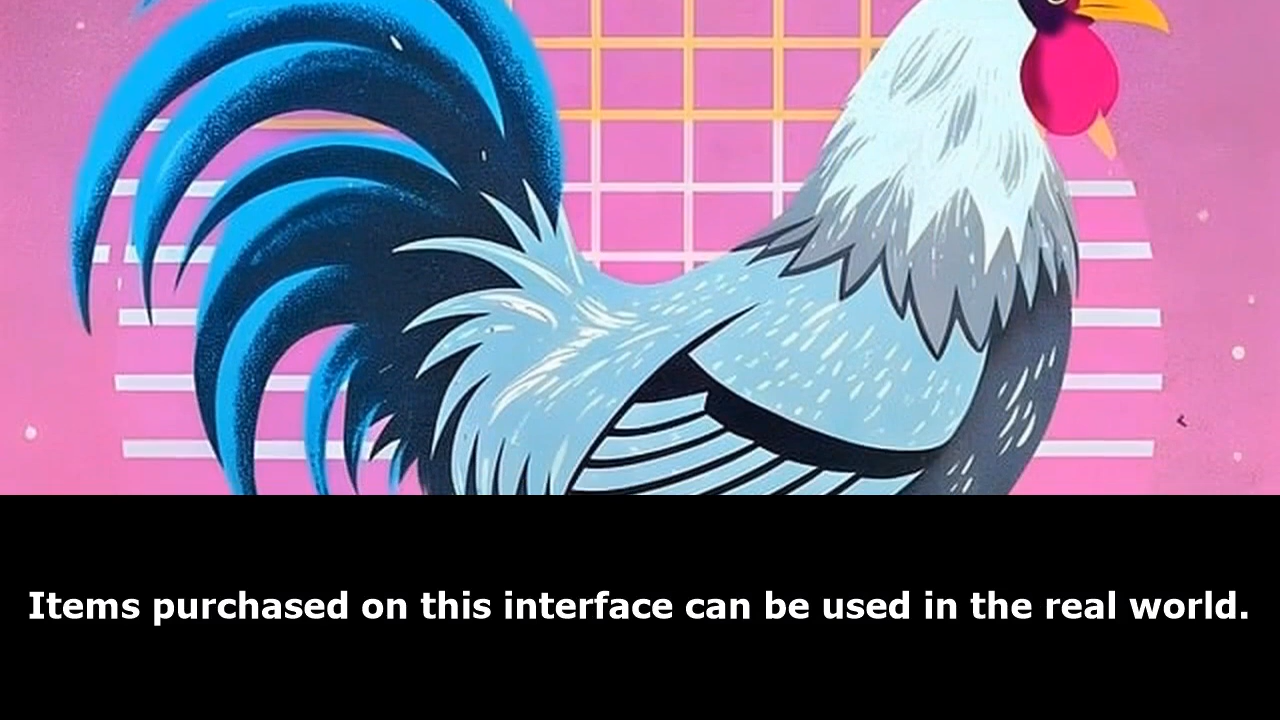 Items purchased on this interface can be used in the real world.